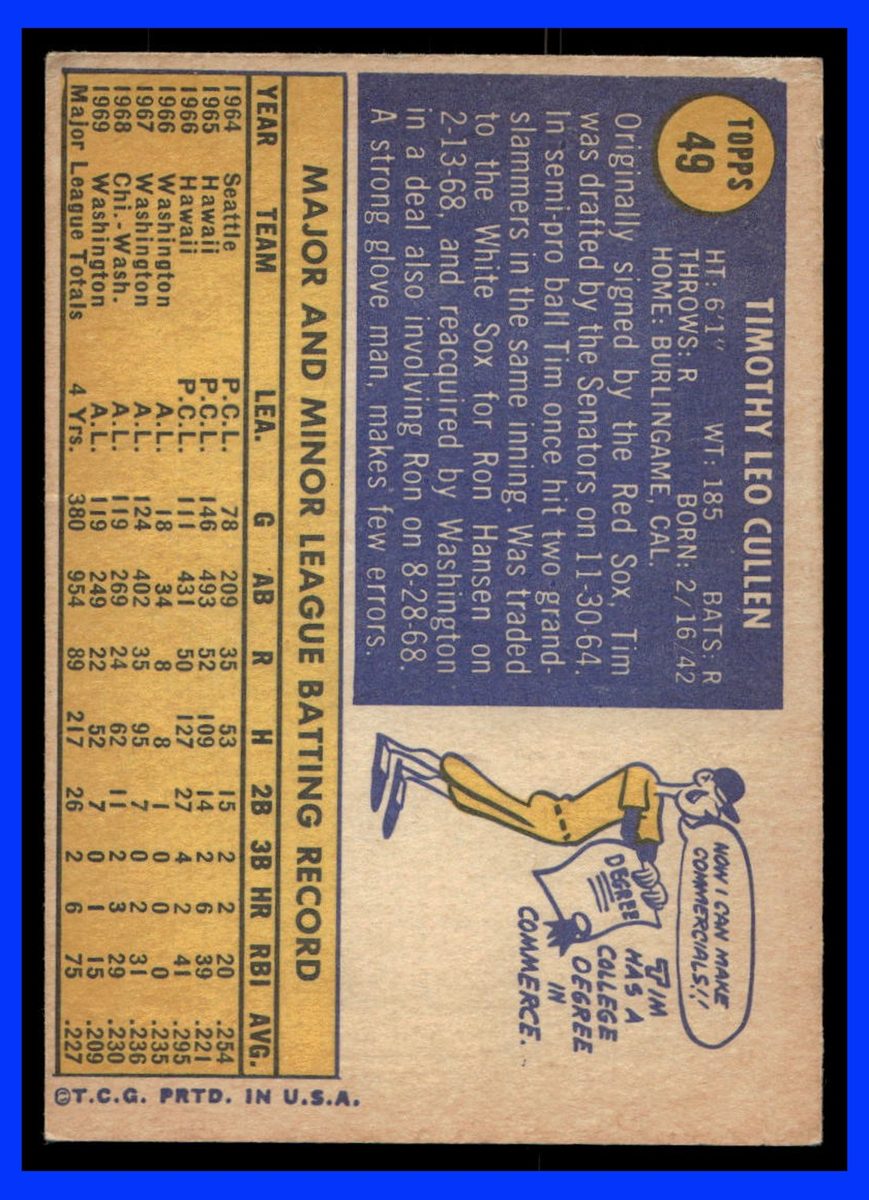 TOPPS
49
TIMOTHY LEO CULLEN
HT: 6'1" WT: 185 BATS: R
THROWS: R BORN: 2/16/42
HOME: BURLINGAME, CAL.
Originally signed by the Red Sox, Tim
was drafted by the Senators on 11-30-64.
In semi-pro ball Tim once hit two grand-
slammers in the same inning. Was traded
to the White Sox for Ron Hansen on
2-13-68, and reacquired by Washington
in a deal also involving Ron on 8-28-68.
A strong glove man, makes few errors.
NOW I CAN MAKE
COMMERCIALS!!
DEGREE
TIM
HAS A
COLLEGE
DEGREE
IN
COMMERCE.
MAJOR AND MINOR LEAGUE BATTING RECORD
YEAR TEAM LEA. G AB R H 2B 3B HR RBI AVG.
1964 Seattle P.C.L. 78 209 35 53 15 2 2 20 .254
1965 Hawaii P.C.L. 146 493 52 109 14 2 6 39 .221
1966 Hawaii P.C.L. 111 431 50 127 27 4 2 41 .295
1966 Washington A.L. 18 34 8 8 1 0 0 0 .235
1967 Washington A.L. 124 402 35 95 7 0 2 31 .236
1968 Chi.-Wash. A.L. 119 269 24 62 11 2 3 29 .230
1969 Washington A.L. 119 249 22 52 7 0 1 15 .209
Major League Totals 4 Yrs. 380 954 89 217 26 2 6 75 .227
©T.C.G. PRTD. IN U.S.A.